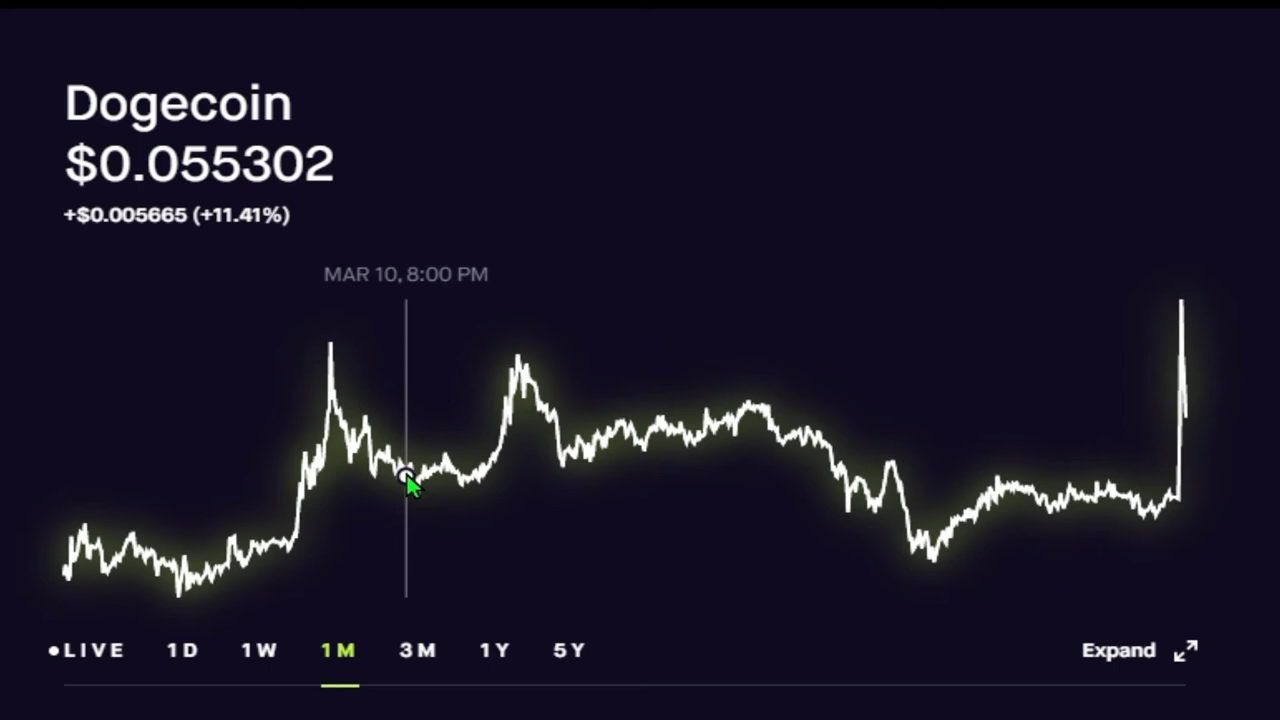 Dogecoin
$0.055302
+$0.005665 (+11.41%)
MAR 10, 8:00 PM
LIVE 1D 1W 1M 3M 1Y 5Y Expand